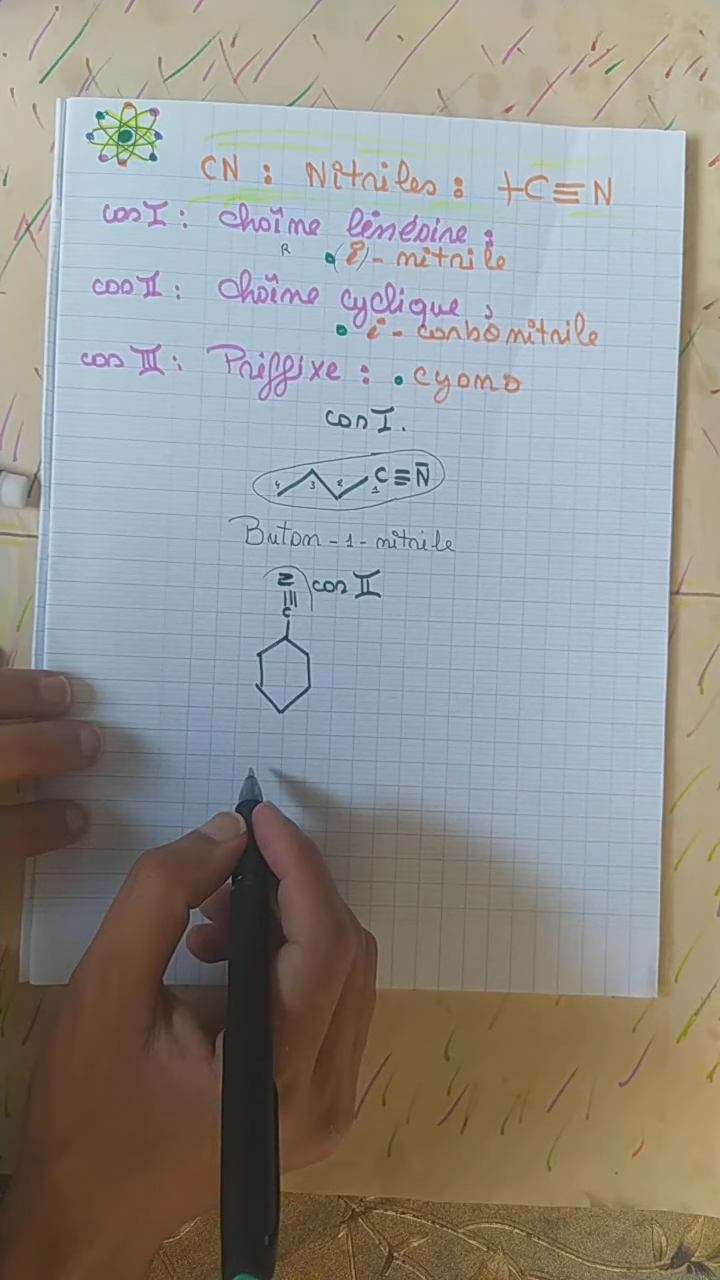 CN : Nitriles : +C≡N
cas I : Chaîne linéaire :
R
• (i)-nitrile
cas II : Chaîne cyclique :
• i-carbonitrile
cas III : Priffixe : • cyano
cas I.
4 3 2 1 C≡N̄
Butan-1-nitrile
N cas II
|||
C